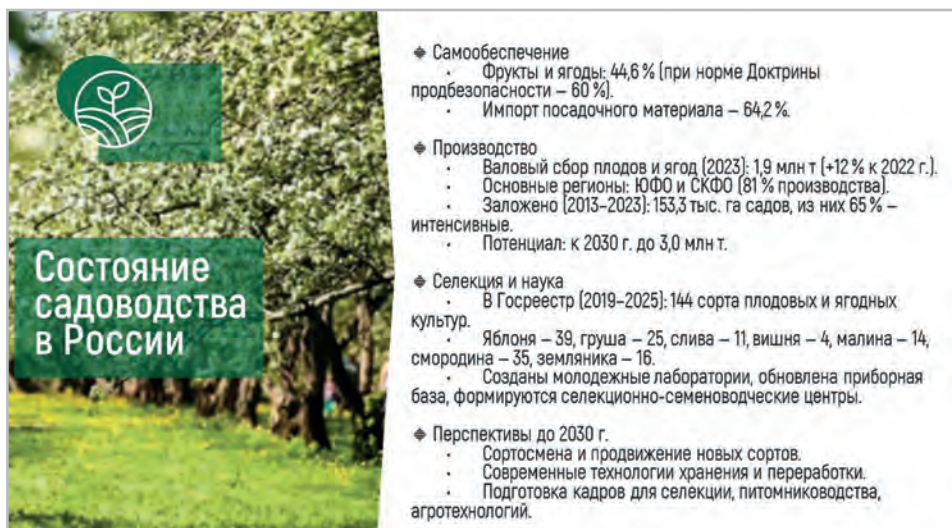 Состояние
садоводства
в России
⌖ Самообеспечение
· Фрукты и ягоды: 44,6 % (при норме Доктрины
продбезопасности – 60 %).
· Импорт посадочного материала – 64,2 %.
⌖ Производство
· Валовый сбор плодов и ягод (2023): 1,9 млн т (+12 % к 2022 г.).
· Основные регионы: ЮФО и СКФО (81 % производства).
· Заложено (2013–2023): 153,3 тыс. га садов, из них 65 % –
интенсивные.
· Потенциал: к 2030 г. до 3,0 млн т.
⌖ Селекция и наука
· В Госреестр (2019–2025): 144 сорта плодовых и ягодных
культур.
· Яблоня – 39, груша – 25, слива – 11, вишня – 4, малина – 14,
смородина – 35, земляника – 16.
· Созданы молодежные лаборатории, обновлена приборная
база, формируются селекционно-семеноводческие центры.
⌖ Перспективы до 2030 г.
· Сортосмена и продвижение новых сортов.
· Современные технологии хранения и переработки.
· Подготовка кадров для селекции, питомниководства,
агротехнологий.